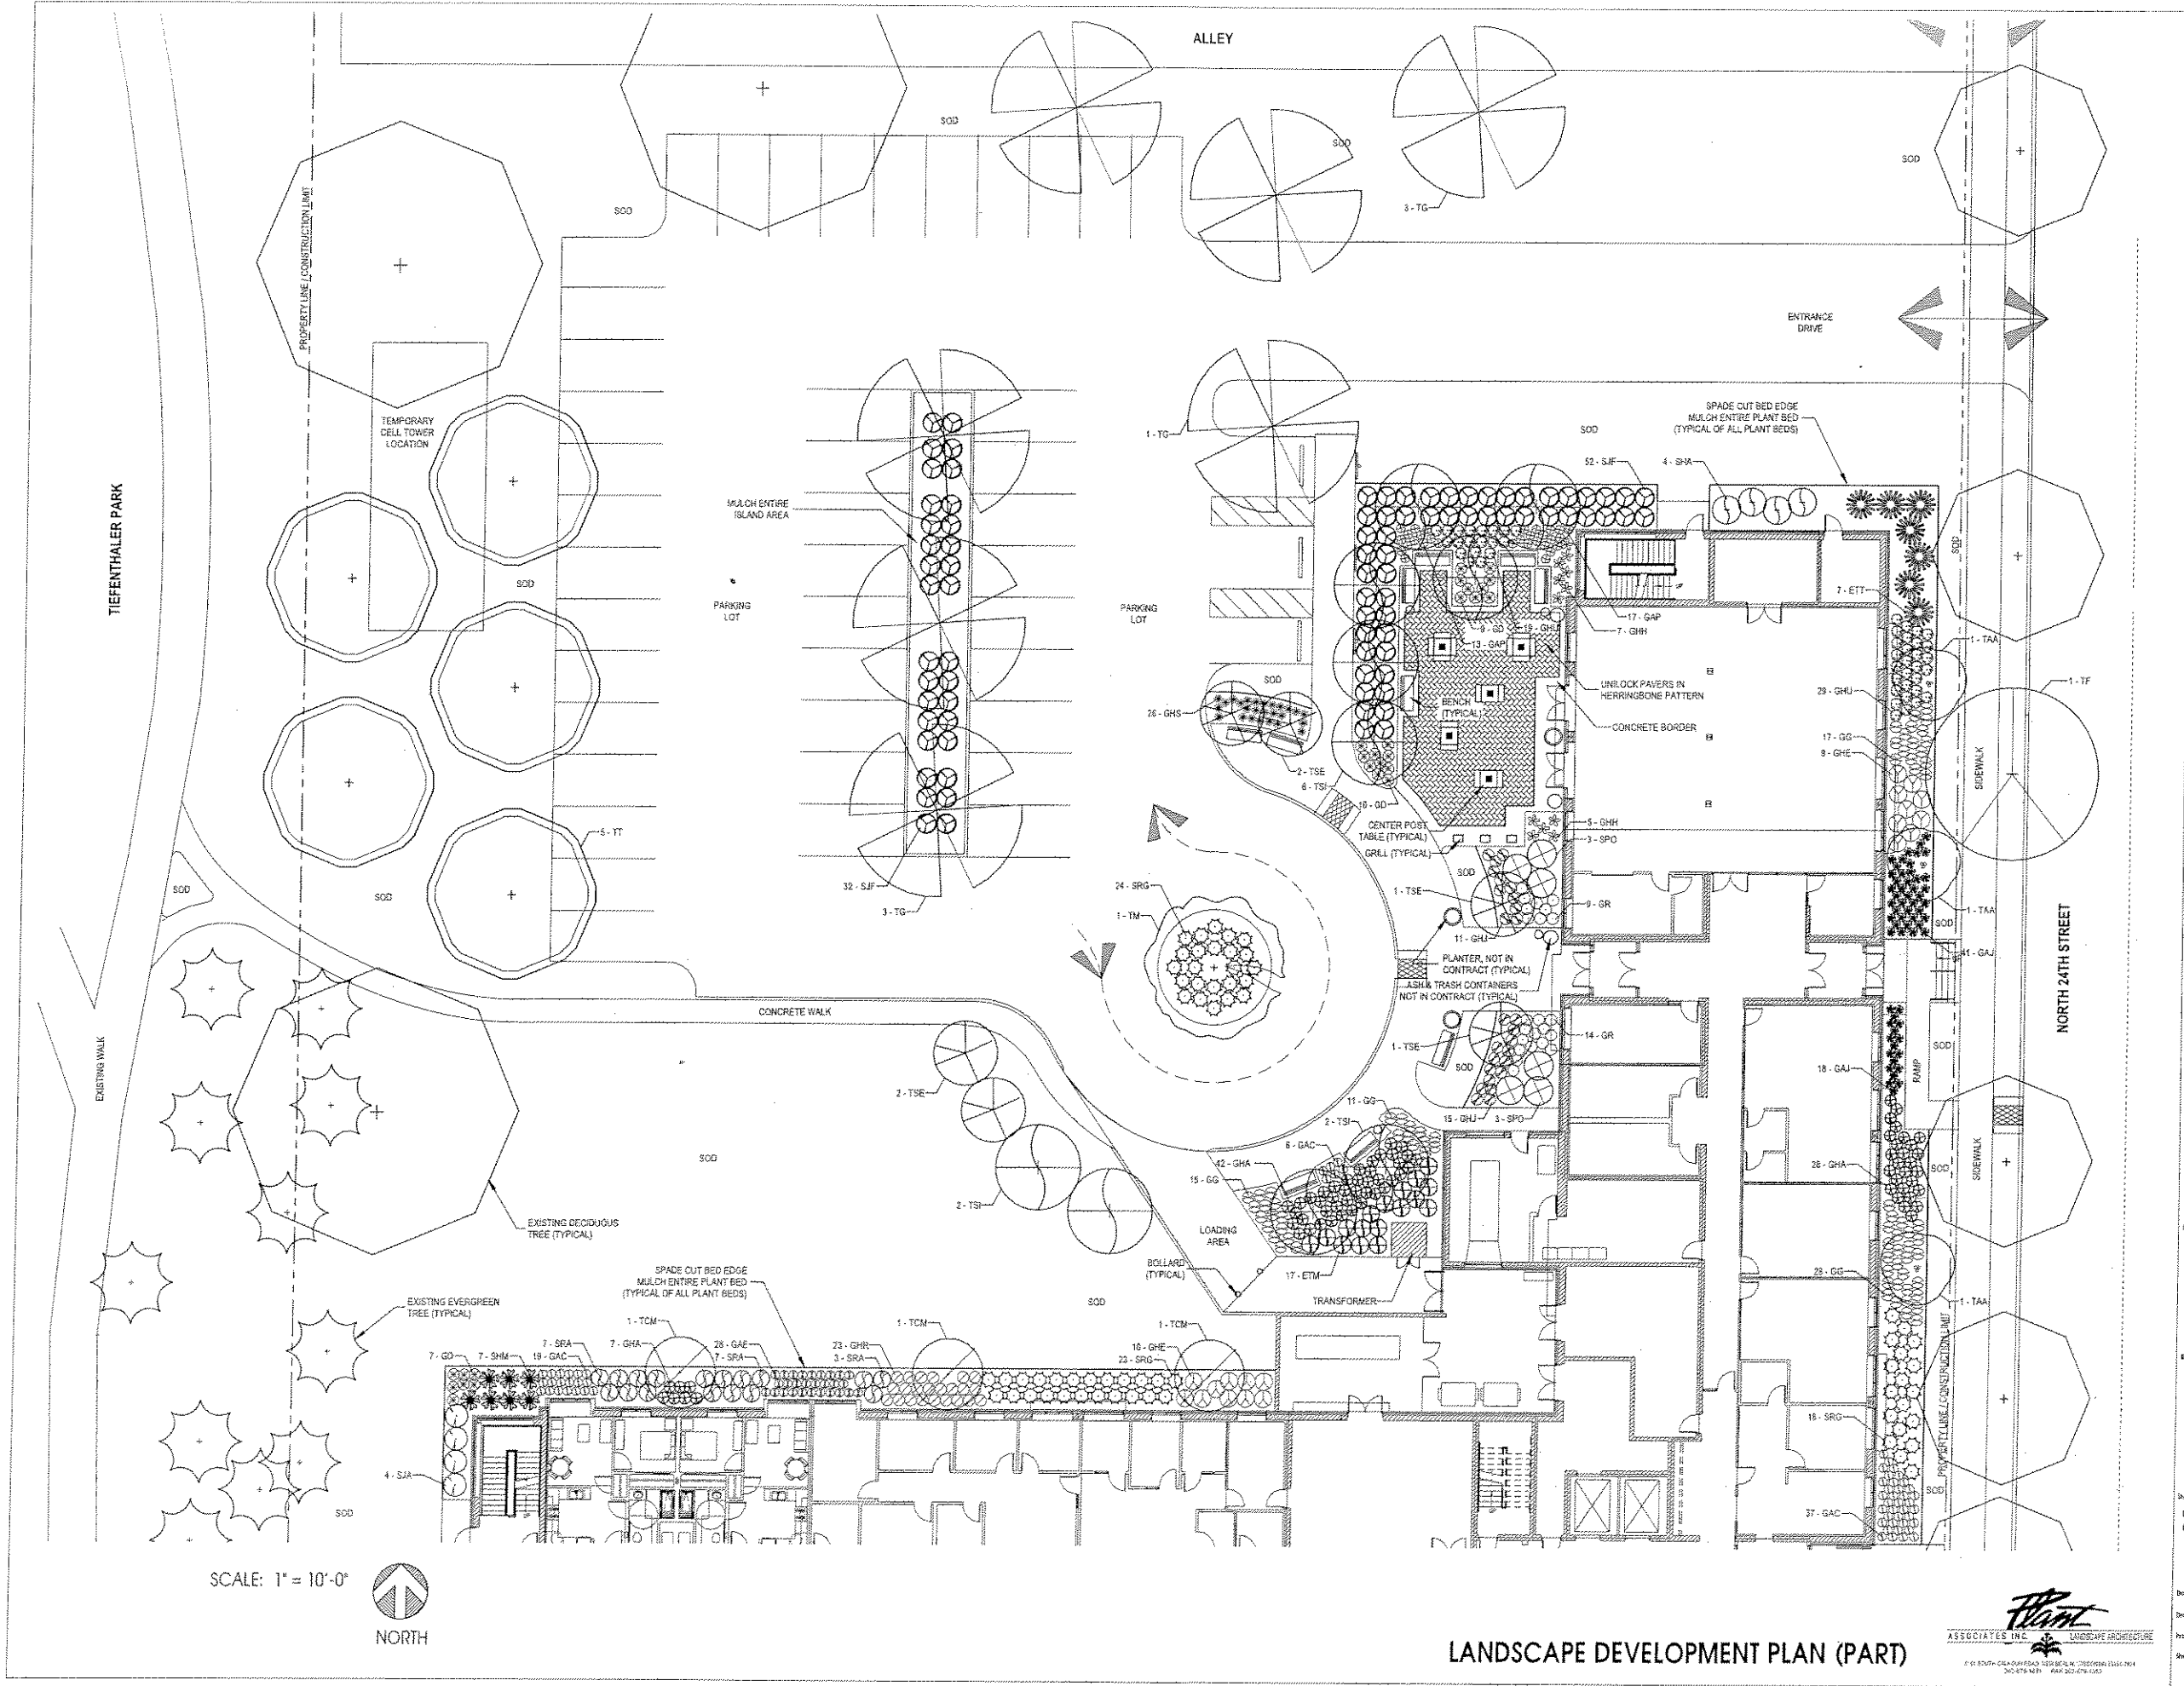 ALLEY
SOD
SOD
SOD
SOD
3 - TG
PROPERTY LINE / CONSTRUCTION LIMIT
ENTRANCE
DRIVE
TEMPORARY
CELL TOWER
LOCATION
1 - TG
SPADE CUT BED EDGE
MULCH ENTIRE PLANT BED
(TYPICAL OF ALL PLANT BEDS)
SOD
52 - SJF
4 - SHA
TIEFENTHALER PARK
MULCH ENTIRE
ISLAND AREA
SOD
SOD
PARKING
LOT
PARKING
LOT
7 - ETT
17 - GAP
7 - GHH
9 - GD
13 - GAP
1 - TAA
SOD
UNILOCK PAVERS IN
HERRINGBONE PATTERN
1 - TF
29 - GHU
26 - GHS
BENCH
(TYPICAL)
CONCRETE BORDER
17 - GG
8 - GHE
SIDEWALK
2 - TSE
6 - TSI
10 - GD
CENTER POST
TABLE (TYPICAL)
GRILL (TYPICAL)
5 - GHH
3 - SPO
5 - TT
SOD
SOD
SOD
32 - SJF
3 - TG
24 - SRG
1 - TM
1 - TSE
9 - GR
11 - GHJ
1 - TAA
SOD
41 - GAJ
PLANTER, NOT IN
CONTRACT (TYPICAL)
ASH & TRASH CONTAINERS
NOT IN CONTRACT (TYPICAL)
NORTH 24TH STREET
CONCRETE WALK
EXISTING WALK
14 - GR
1 - TSE
SOD
SOD
RAMP
18 - GAJ
2 - TSE
11 - GG
15 - GHJ
3 - SPO
2 - TSI
6 - GAC
42 - GHA
15 - GG
SOD
28 - GHA
SOD
SIDEWALK
2 - TSI
EXISTING DECIDUOUS
TREE (TYPICAL)
LOADING
AREA
BOLLARD
(TYPICAL)
17 - ETM
TRANSFORMER
28 - GG
1 - TAA
SPADE CUT BED EDGE
MULCH ENTIRE PLANT BED
(TYPICAL OF ALL PLANT BEDS)
SOD
EXISTING EVERGREEN
TREE (TYPICAL)
1 - TCM
1 - TCM
1 - TCM
7 - SRA
7 - GHA
28 - GAE
23 - GHR
7 - GD
7 - SHM
19 - GAC
7 - SRA
3 - SRA
23 - SRG
PROPERTY LINE / CONSTRUCTION LIMIT
18 - SRG
4 - SJA
SOD
SOD
37 - GAC
SCALE: 1" = 10'-0"
NORTH
LANDSCAPE DEVELOPMENT PLAN (PART)
Plant
ASSOCIATES INC.
LANDSCAPE ARCHITECTURE